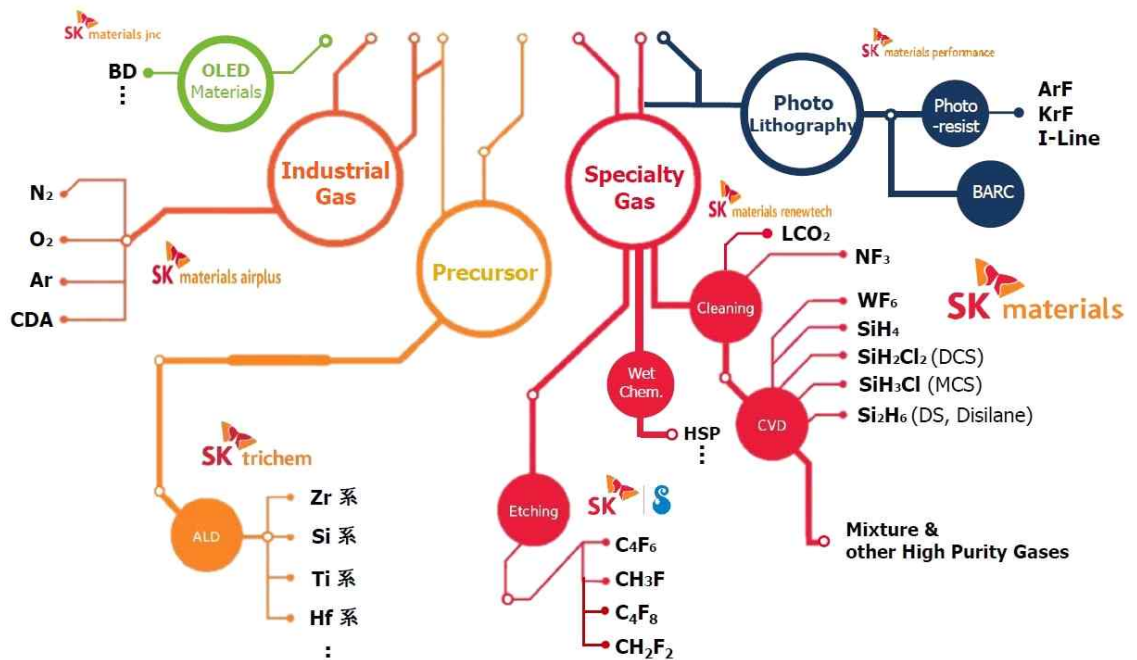 SK materials jnc
BD
⋮
OLED
Materials
Industrial
Gas
N₂
O₂
Ar
CDA
SK materials airplus
Precursor
SK trichem
ALD
Zr 系
Si 系
Ti 系
Hf 系
⋮
Specialty
Gas
SK materials renewtech
Cleaning
LCO₂
NF₃
Wet
Chem.
HSP
⋮
CVD
WF₆
SiH₄
SiH₂Cl₂ (DCS)
SiH₃Cl (MCS)
Si₂H₆ (DS, Disilane)
Mixture &
other High Purity Gases
Etching
SK
C₄F₆
CH₃F
C₄F₈
CH₂F₂
Photo
Lithography
SK materials performance
Photo
-resist
ArF
KrF
I-Line
BARC
SK materials